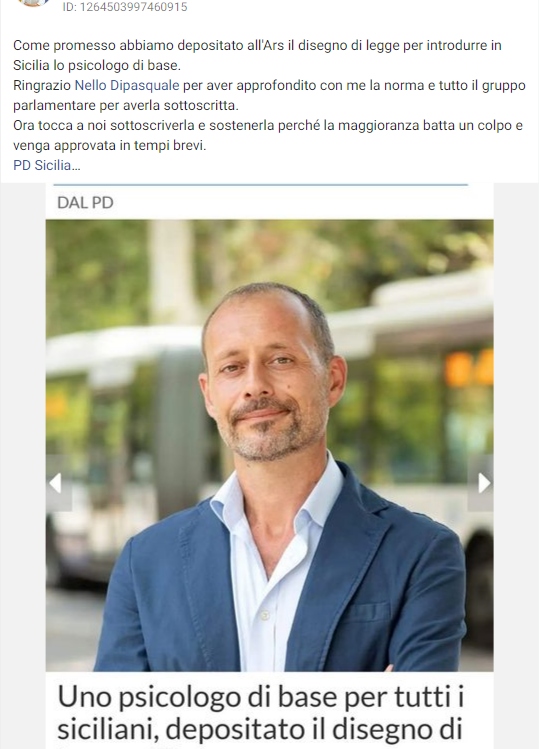 ID: 1264503997460915
Come promesso abbiamo depositato all'Ars il disegno di legge per introdurre in
Sicilia lo psicologo di base.
Ringrazio Nello Dipasquale per aver approfondito con me la norma e tutto il gruppo
parlamentare per averla sottoscritta.
Ora tocca a noi sottoscriverla e sostenerla perché la maggioranza batta un colpo e
venga approvata in tempi brevi.
PD Sicilia...
DAL PD
Uno psicologo di base per tutti i
siciliani, depositato il disegno di